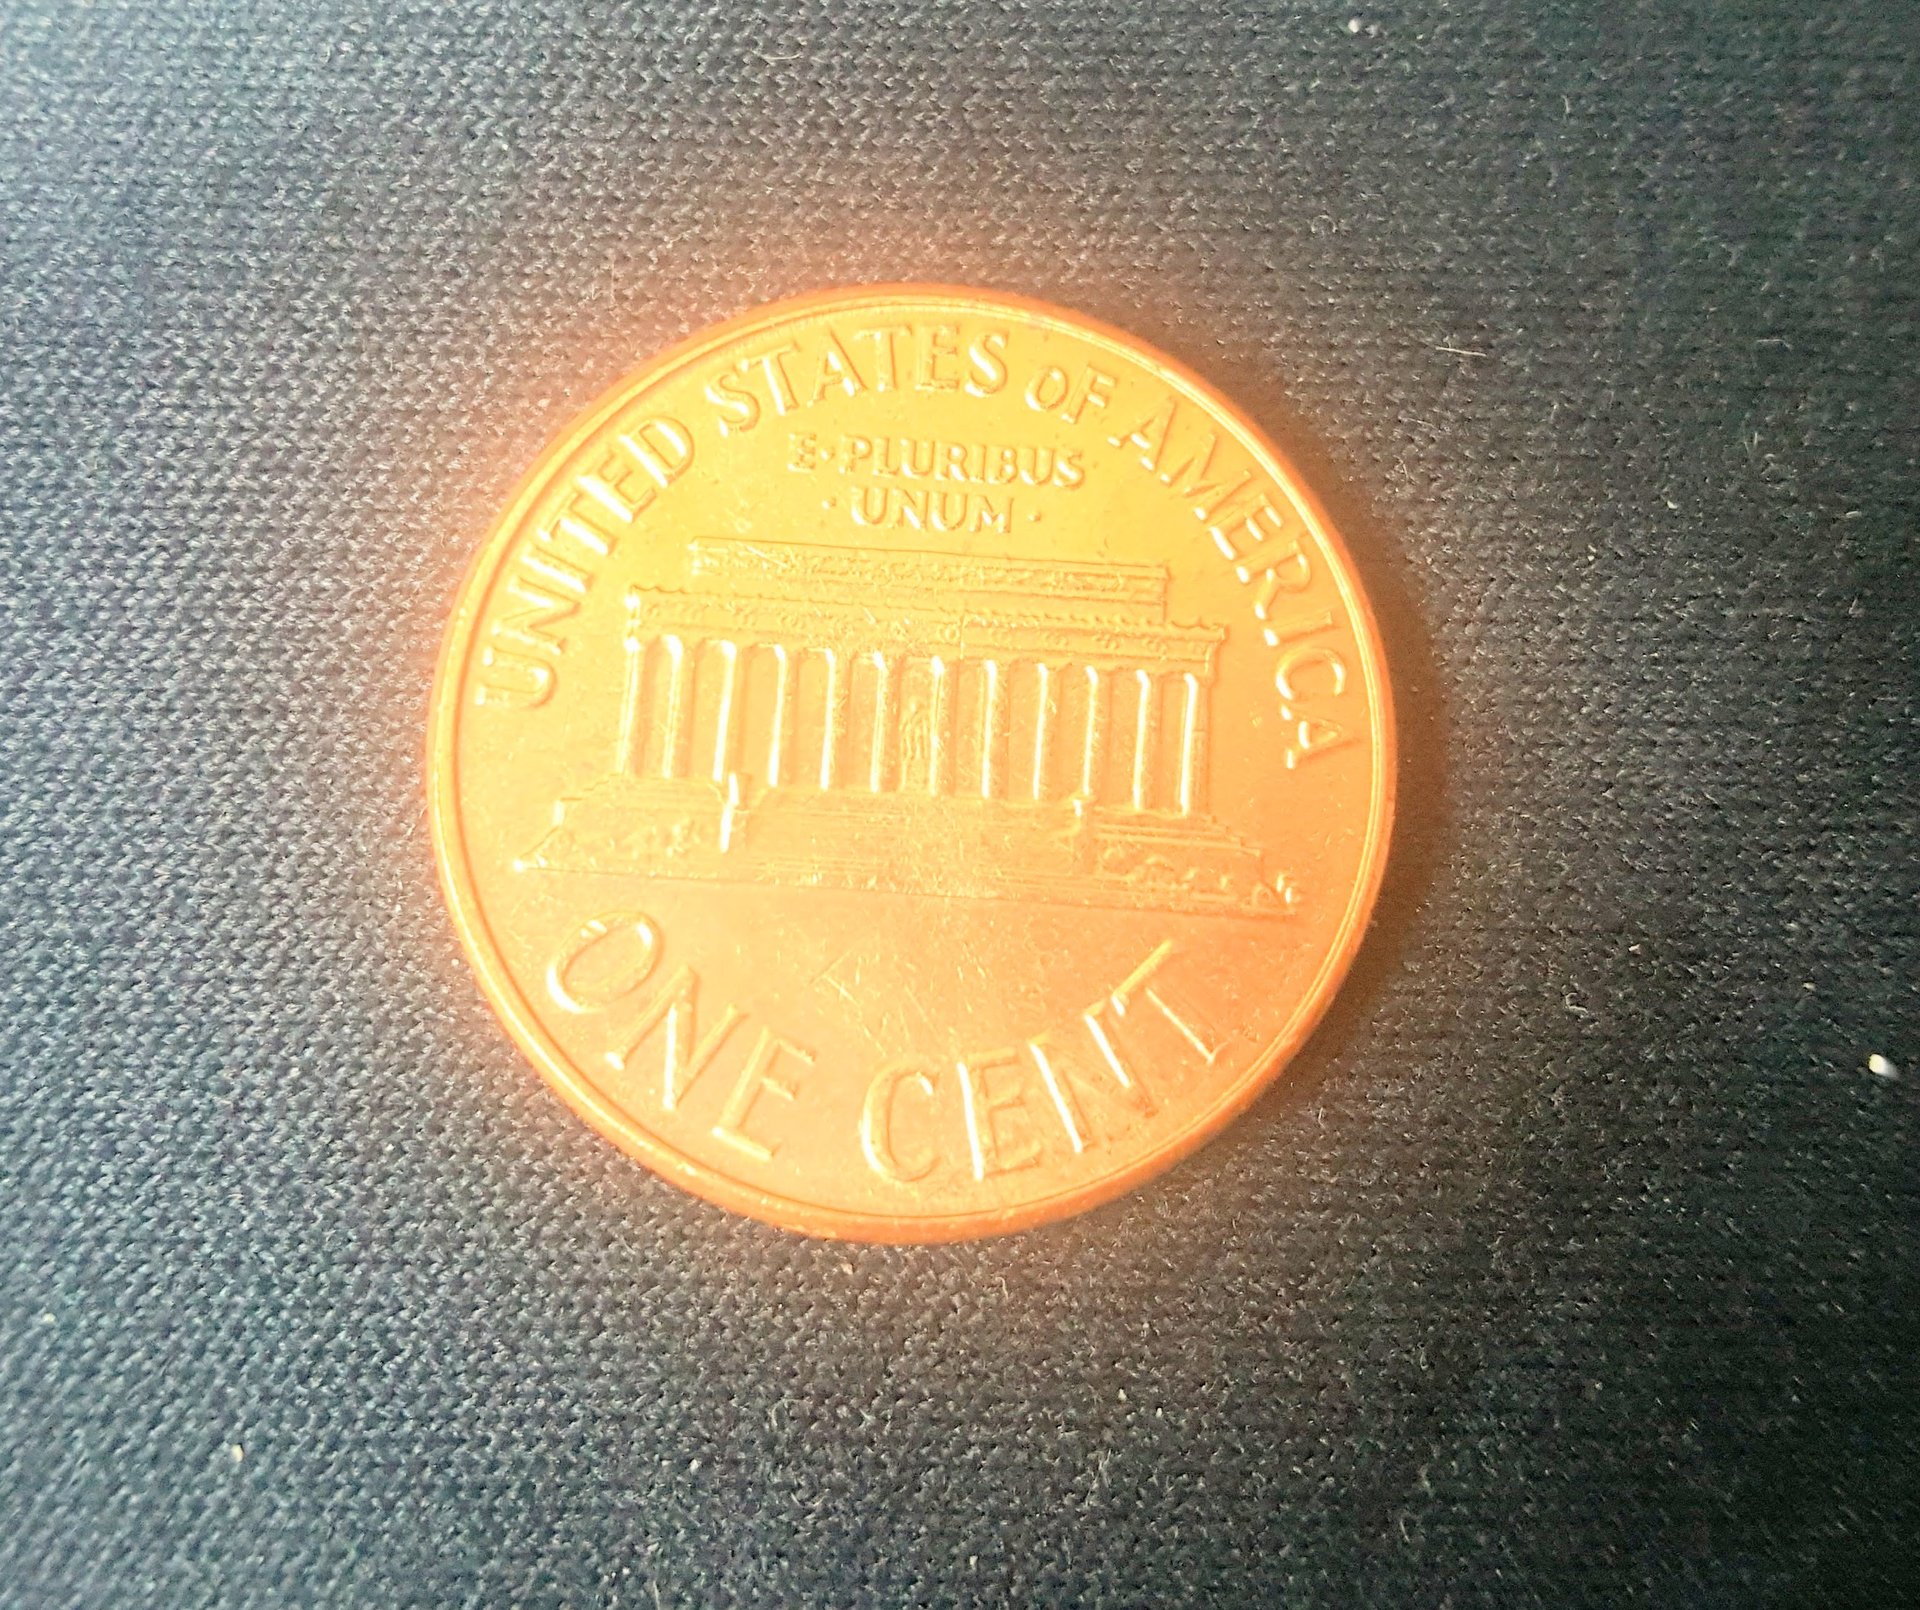 UNITED STATES OF AMERICA
E·PLURIBUS
·UNUM·
ONE CENT